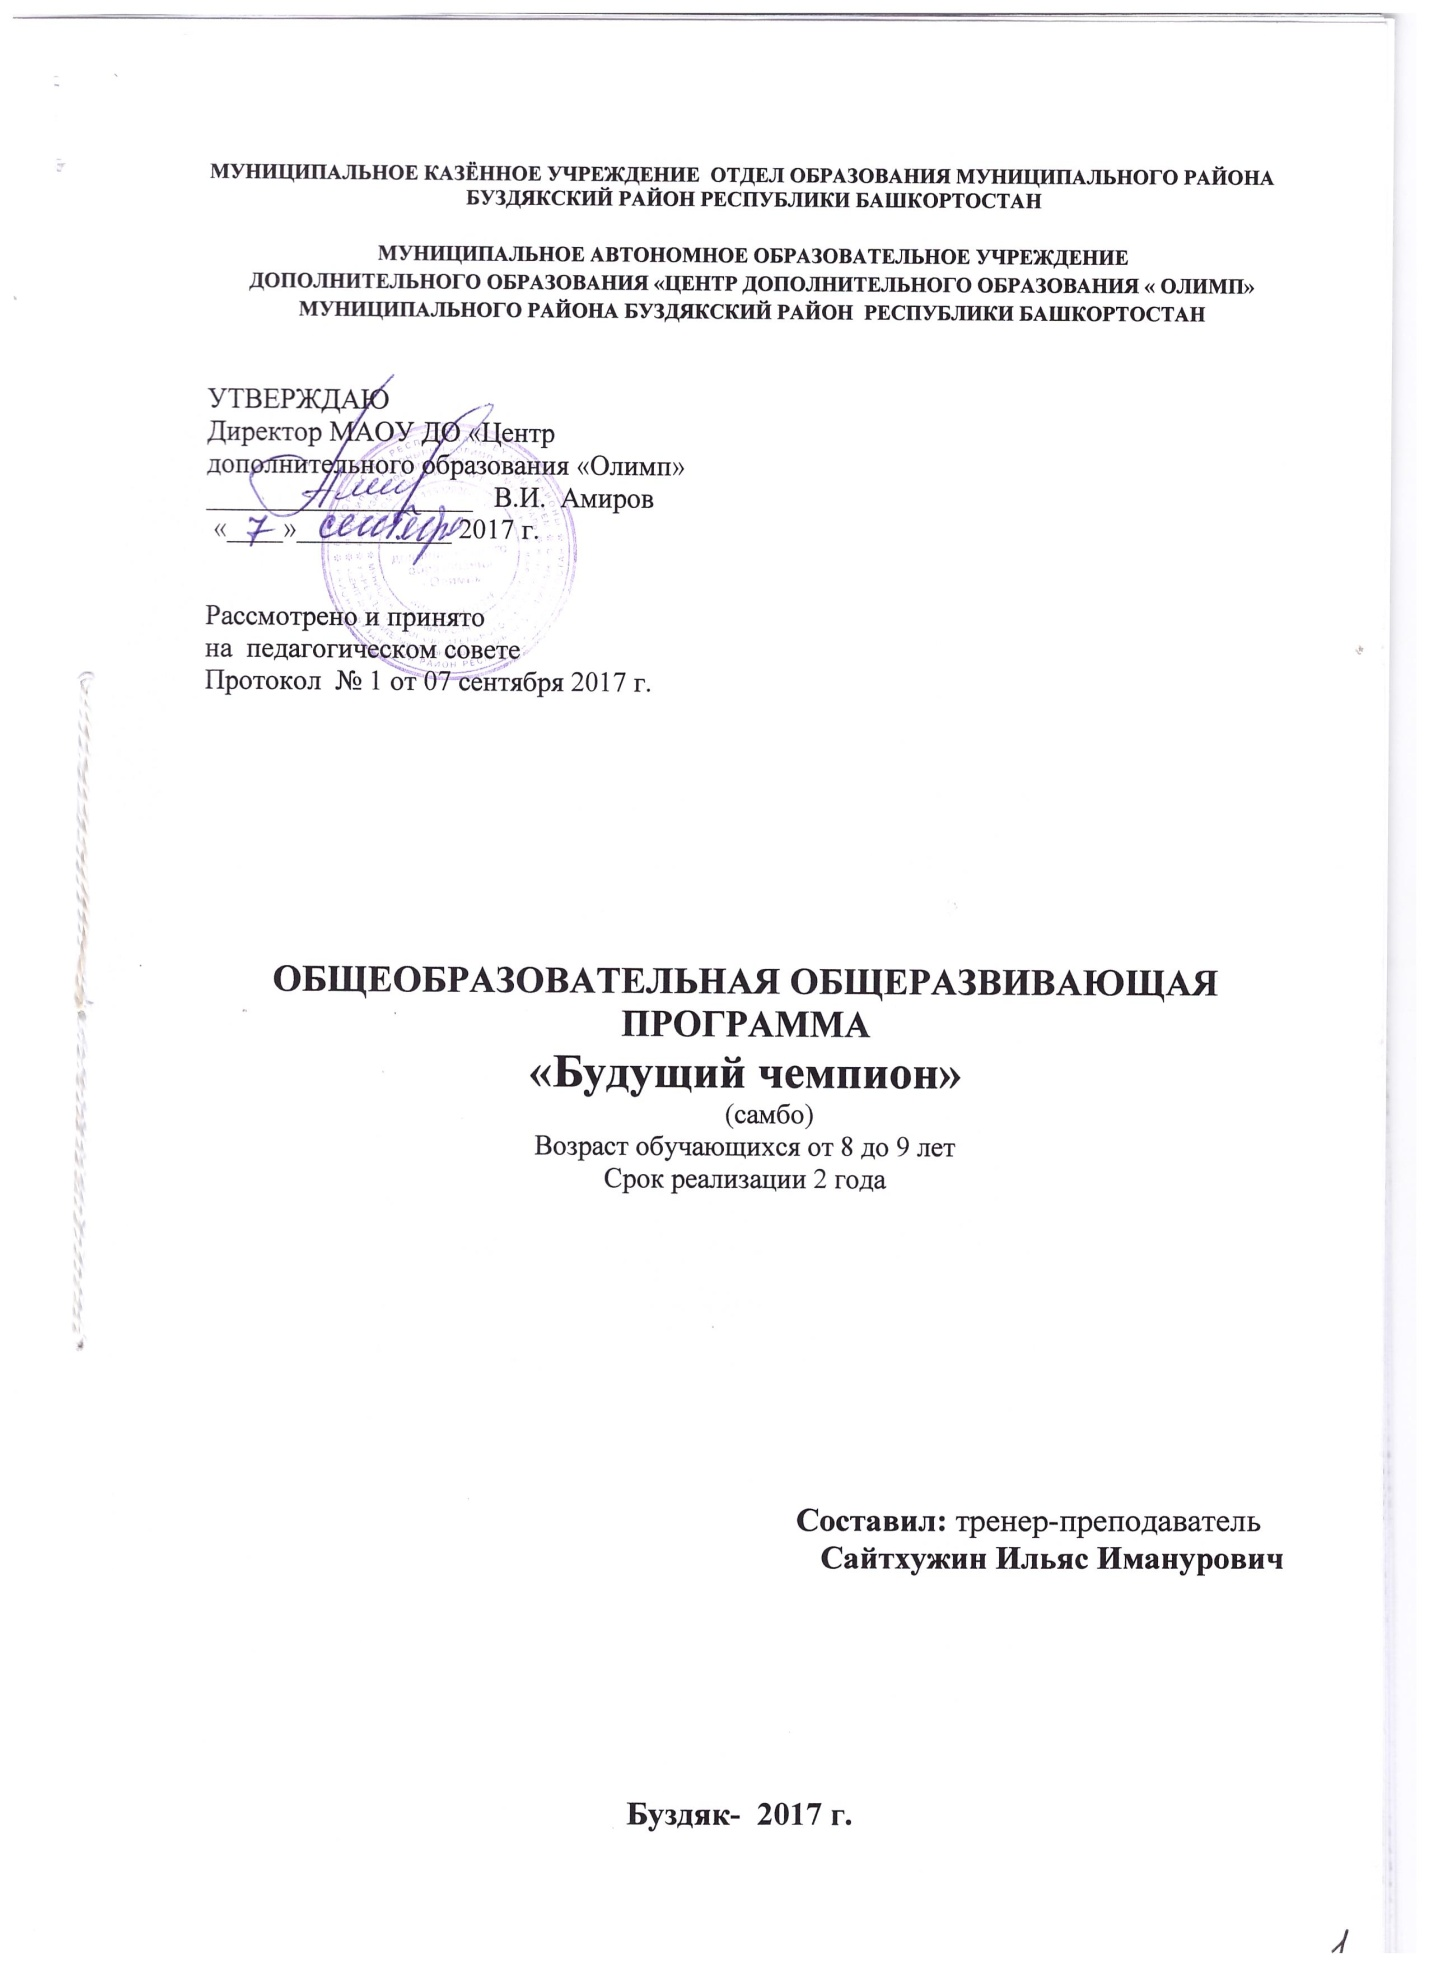 МУНИЦИПАЛЬНОЕ КАЗЁННОЕ УЧРЕЖДЕНИЕ  ОТДЕЛ ОБРАЗОВАНИЯ МУНИЦИПАЛЬНОГО РАЙОНА
БУЗДЯКСКИЙ РАЙОН РЕСПУБЛИКИ БАШКОРТОСТАН
МУНИЦИПАЛЬНОЕ АВТОНОМНОЕ ОБРАЗОВАТЕЛЬНОЕ УЧРЕЖДЕНИЕ
ДОПОЛНИТЕЛЬНОГО ОБРАЗОВАНИЯ «ЦЕНТР ДОПОЛНИТЕЛЬНОГО ОБРАЗОВАНИЯ « ОЛИМП»
МУНИЦИПАЛЬНОГО РАЙОНА БУЗДЯКСКИЙ РАЙОН  РЕСПУБЛИКИ БАШКОРТОСТАН
УТВЕРЖДАЮ
Директор МАОУ ДО «Центр
дополнительного образования «Олимп»
___________________ В.И. Амиров
«_7_» сентября 2017 г.
Рассмотрено и принято
на  педагогическом совете
Протокол  № 1 от 07 сентября 2017 г.
ОБЩЕОБРАЗОВАТЕЛЬНАЯ ОБЩЕРАЗВИВАЮЩАЯ
ПРОГРАММА
«Будущий чемпион»
(самбо)
Возраст обучающихся от 8 до 9 лет
Срок реализации 2 года
Составил: тренер-преподаватель
Сайтхужин Ильяс Иманурович
Буздяк-  2017 г.
1